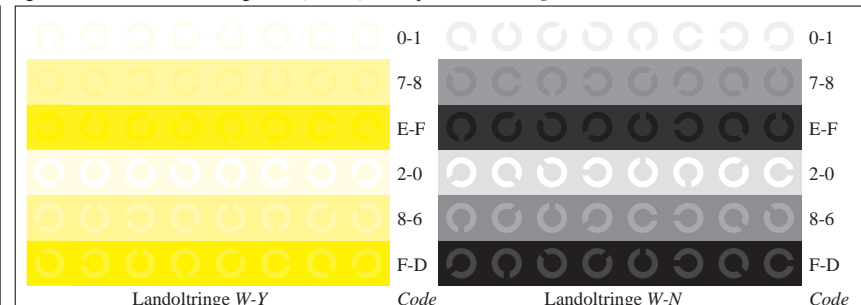 0-1 0-1
7-8 7-8
E-F E-F
2-0 2-0
8-6 8-6
F-D F-D
Landoltringe W-Y Code Landoltringe W-N Code